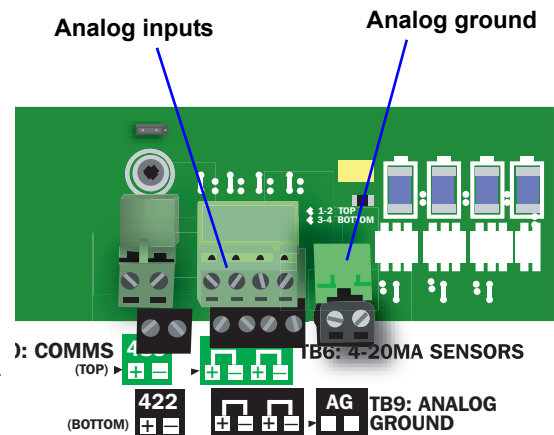 Analog inputs
Analog ground
1-2 TOP
3-4 BOTTOM
): COMMS
TB6: 4-20MA SENSORS
(TOP)
+ -
+ - + -
422
AG
TB9: ANALOG
GROUND
(BOTTOM)
+ -
+ - + -